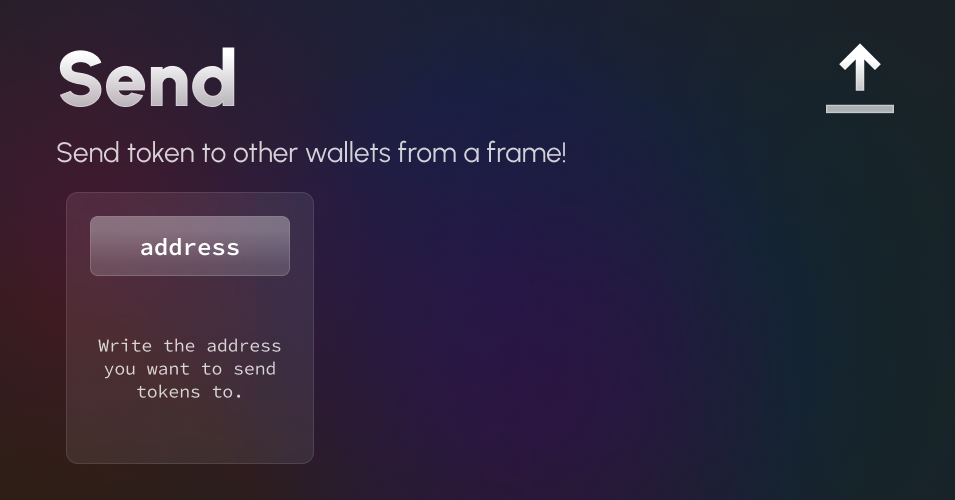 Send
Send token to other wallets from a frame!
address
Write the address
you want to send
tokens to.